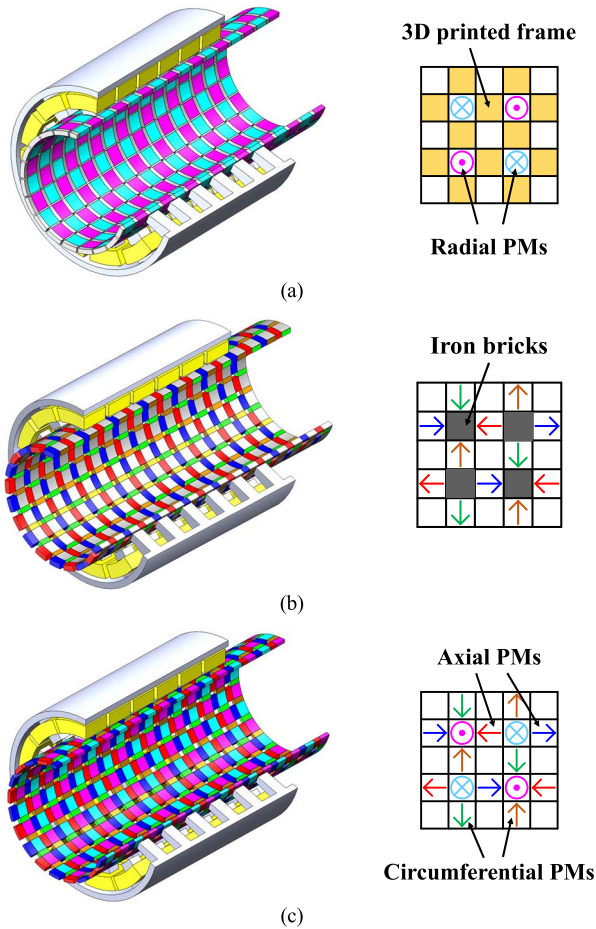 3D printed frame
Radial PMs
(a)
Iron bricks
(b)
Axial PMs
Circumferential PMs
(c)